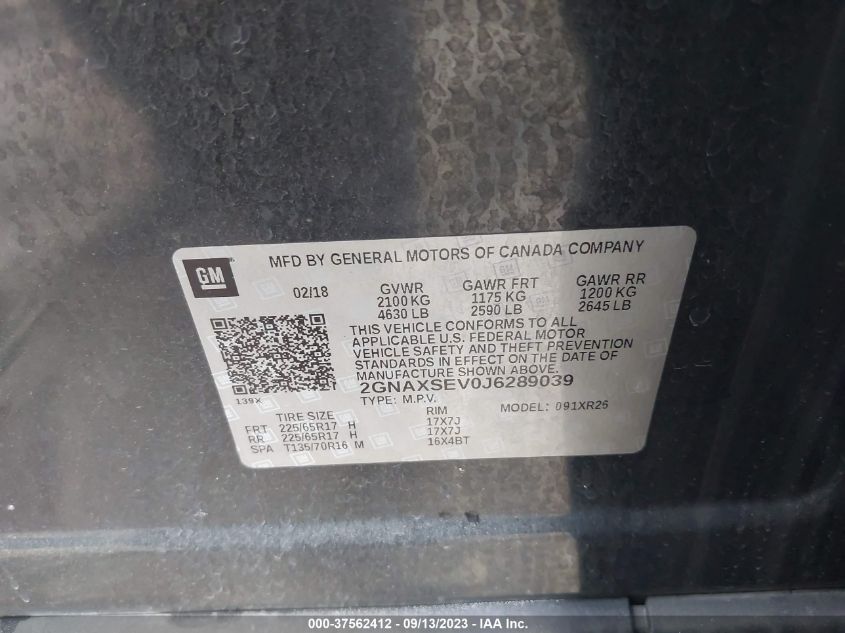 MFD BY GENERAL MOTORS OF CANADA COMPANY
GM
02/18 GVWR GAWR FRT GAWR RR
2100 KG 1175 KG 1200 KG
4630 LB 2590 LB 2645 LB
THIS VEHICLE CONFORMS TO ALL
APPLICABLE U.S. FEDERAL MOTOR
VEHICLE SAFETY AND THEFT PREVENTION
STANDARDS IN EFFECT ON THE DATE OF
MANUFACTURE SHOWN ABOVE.
139X
2GNAXSEV0J6289039
TYPE: M.P.V. MODEL: 091XR26
TIRE SIZE RIM
FRT 225/65R17 H 17X7J
RR 225/65R17 H 17X7J
SPA T135/70R16 M 16X4BT
000-37562412 - 09/13/2023 - IAA Inc.